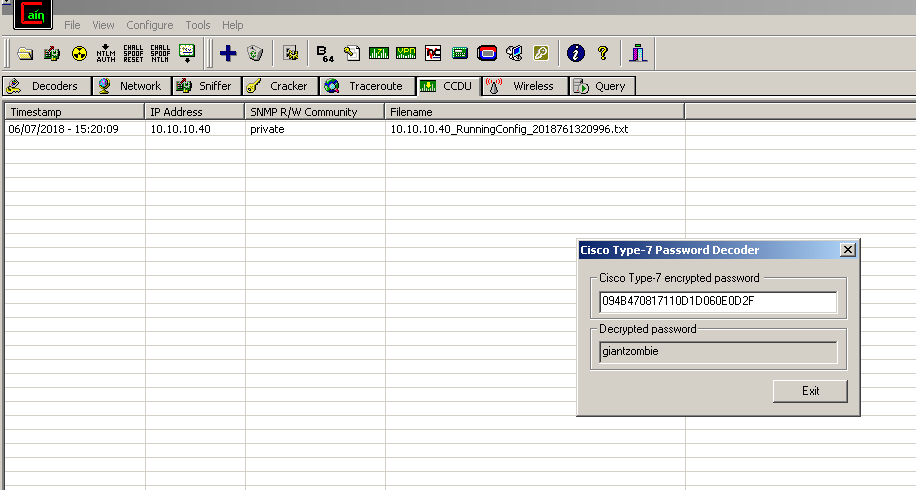 Cain
File View Configure Tools Help
NTLM AUTH CHALL SPOOF RESET CHALL SPOOF NTLM B 64 VPN
Decoders Network Sniffer Cracker Traceroute CCDU Wireless Query
Timestamp IP Address SNMP R/W Community Filename
06/07/2018 - 15:20:09 10.10.10.40 private 10.10.10.40_RunningConfig_2018761320996.txt
Cisco Type-7 Password Decoder
Cisco Type-7 encrypted password
094B470817110D1D060E0D2F
Decrypted password
giantzombie
Exit